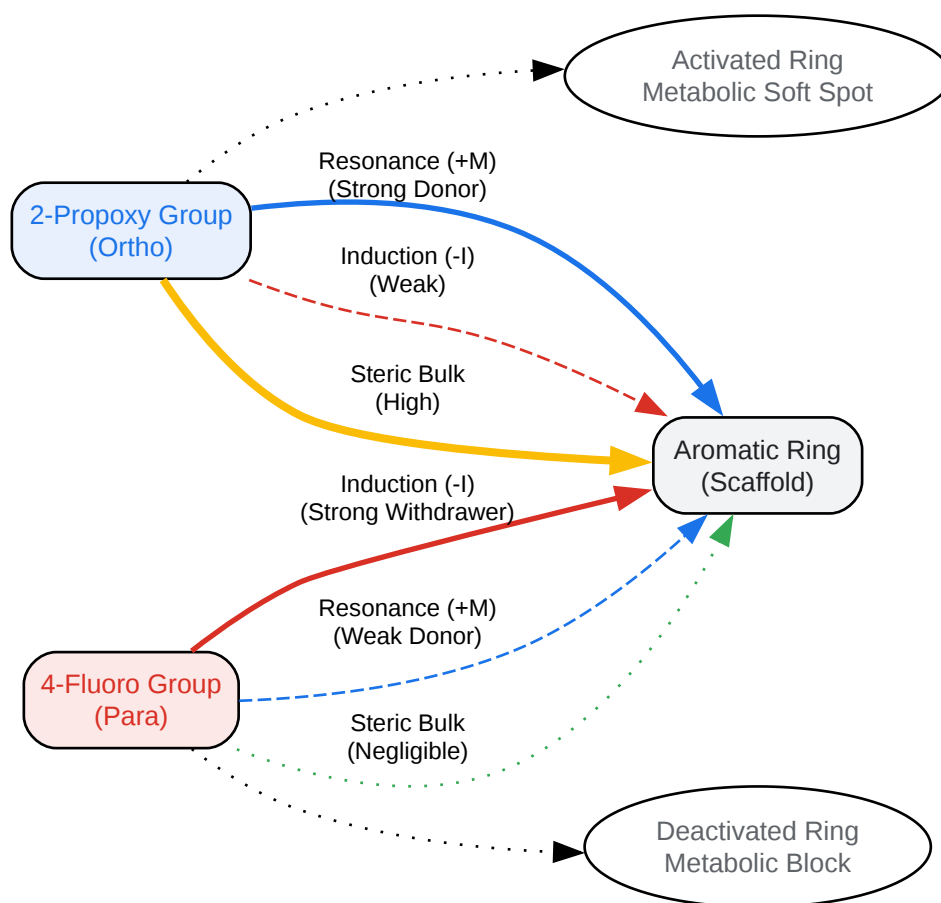 Activated Ring
Metabolic Soft Spot
Resonance (+M)
(Strong Donor)
2-Propoxy Group
(Ortho)
Induction (-I)
(Weak)
Steric Bulk
(High)
Aromatic Ring
(Scaffold)
Induction (-I)
(Strong Withdrawer)
Resonance (+M)
(Weak Donor)
4-Fluoro Group
(Para)
Steric Bulk
(Negligible)
Deactivated Ring
Metabolic Block